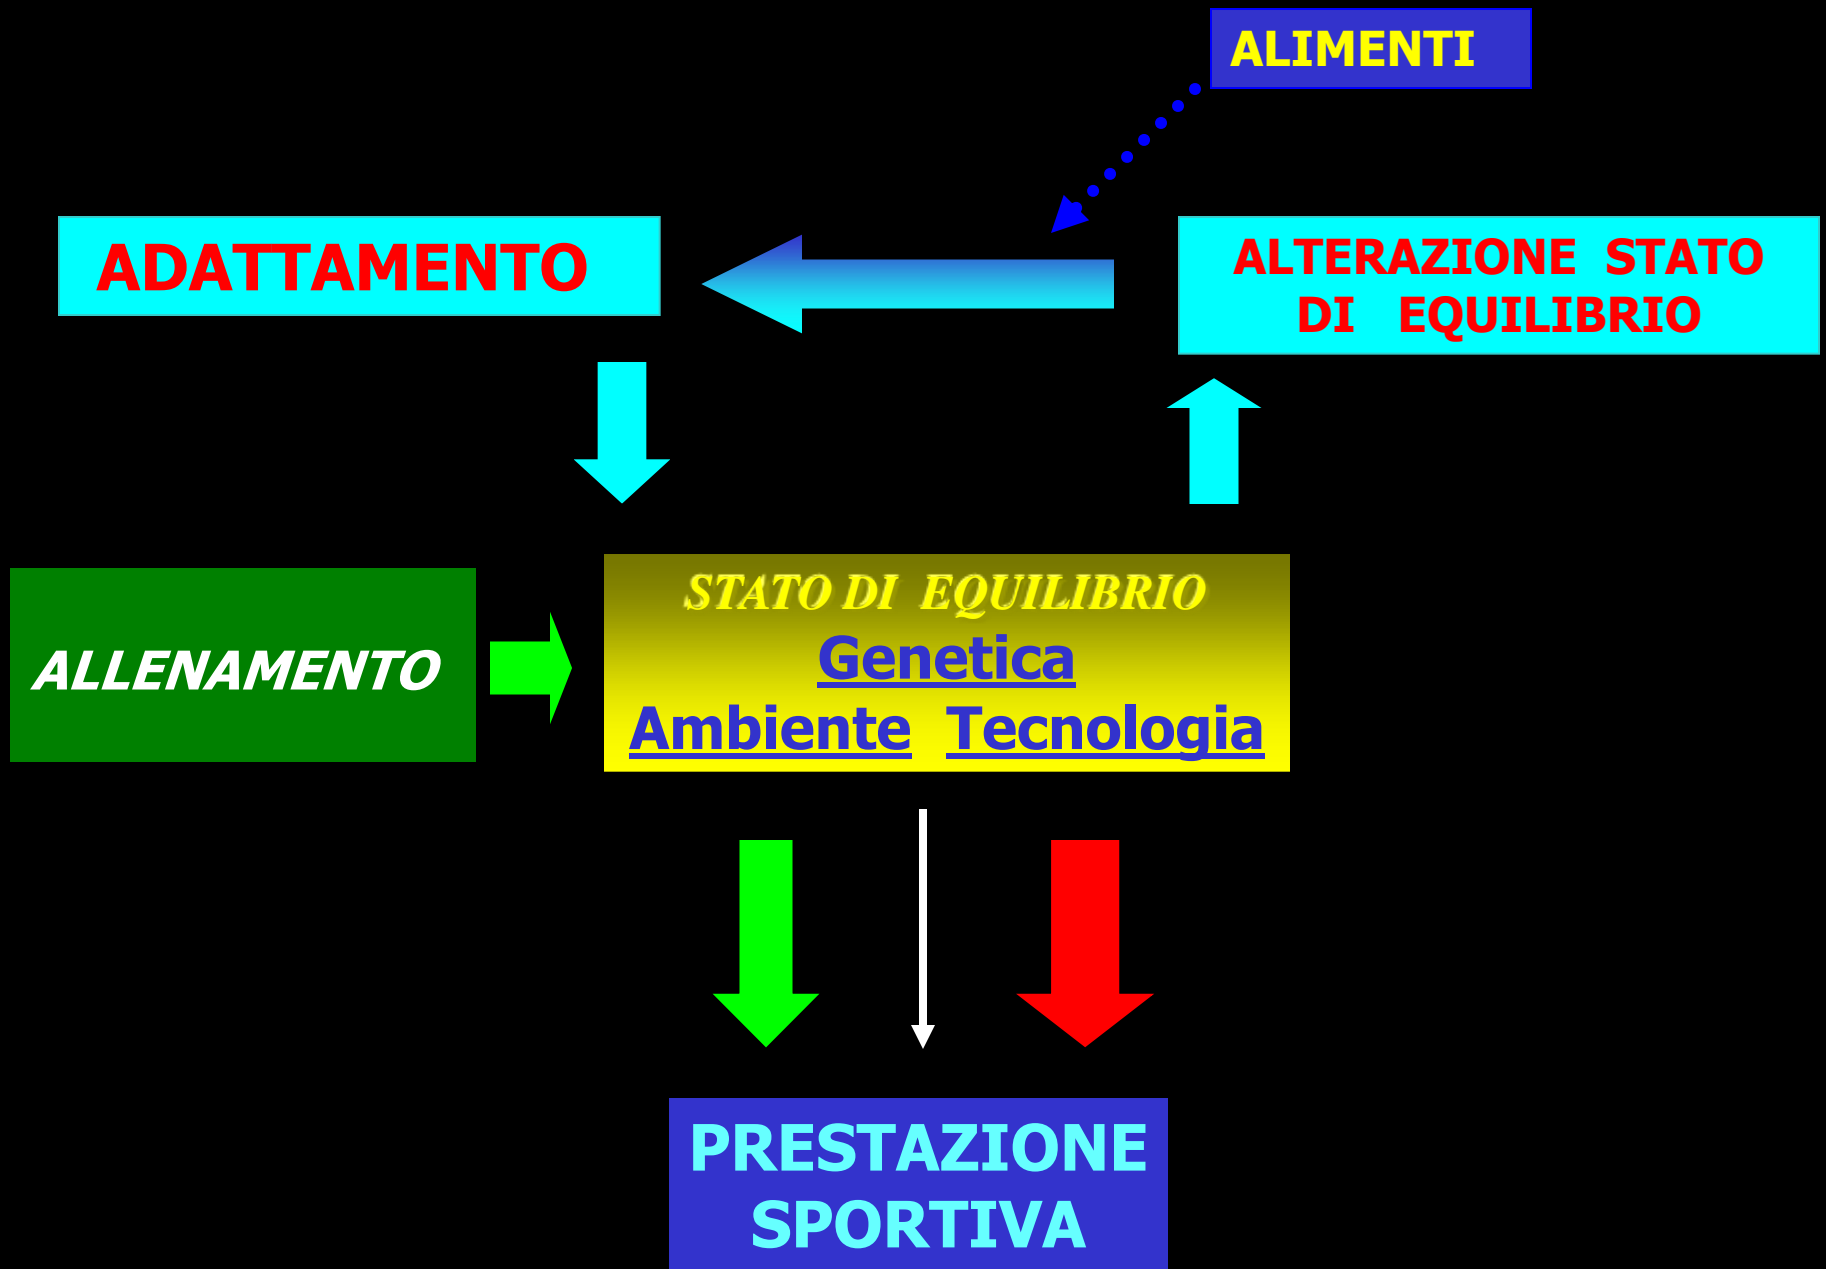 ALIMENTI
ADATTAMENTO
ALTERAZIONE STATO
DI EQUILIBRIO
ALLENAMENTO
STATO DI EQUILIBRIO
Genetica
Ambiente Tecnologia
PRESTAZIONE
SPORTIVA